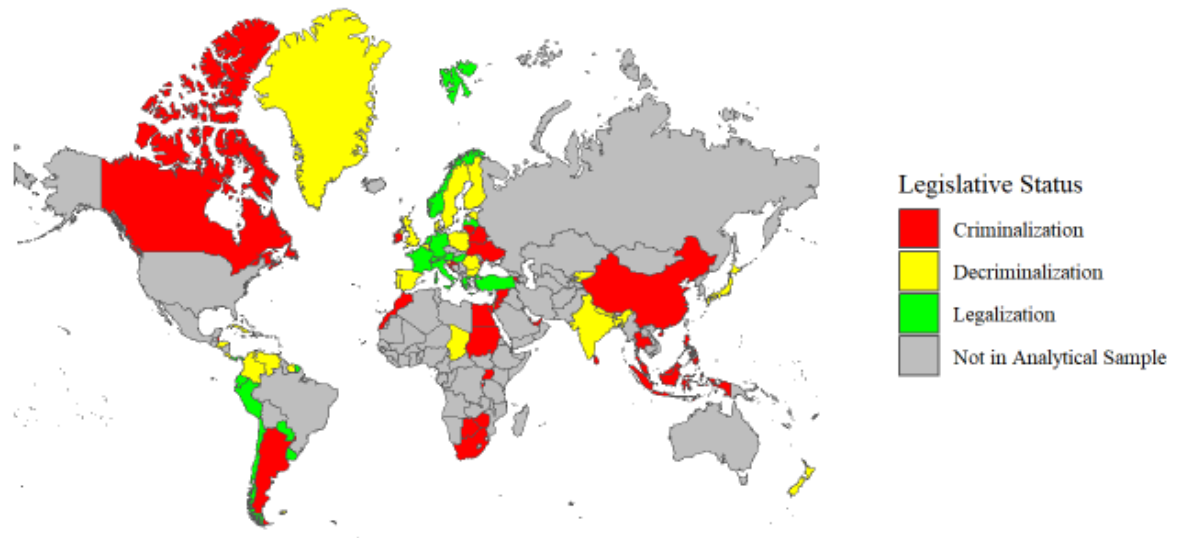 Legislative Status
Criminalization
Decriminalization
Legalization
Not in Analytical Sample